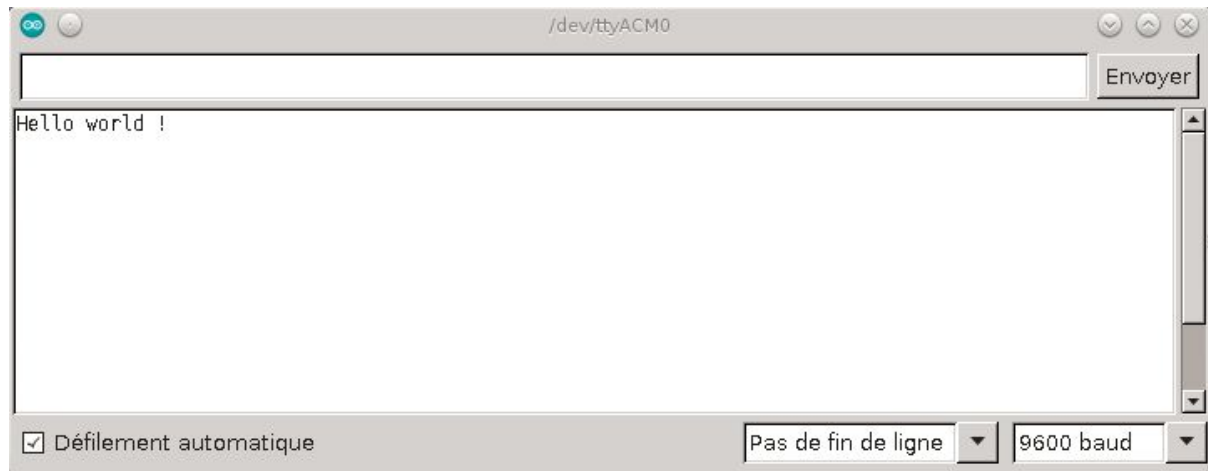 /dev/ttyACM0
Envoyer
Hello world !
Défilement automatique
Pas de fin de ligne
9600 baud